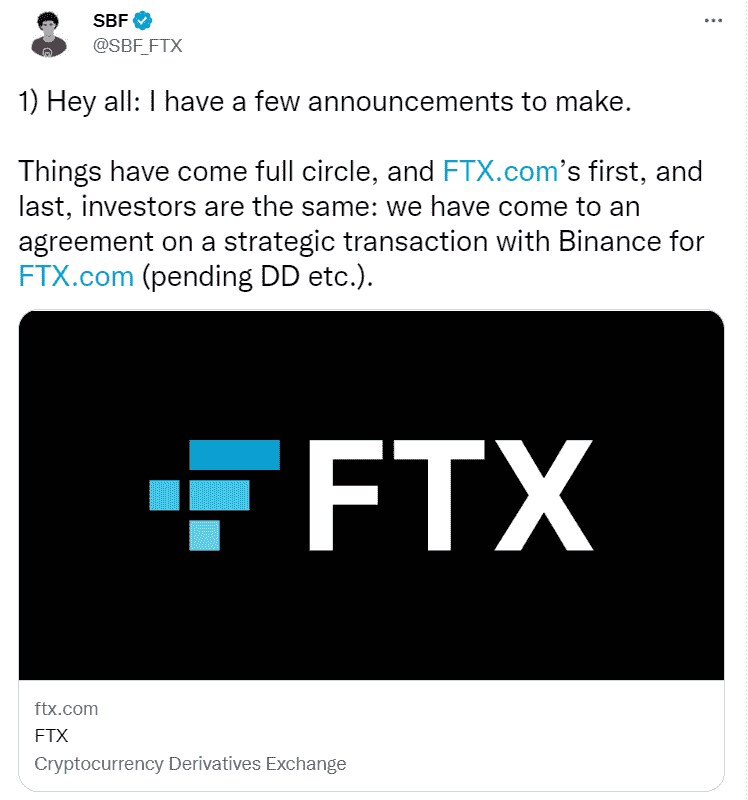 SBF
@SBF_FTX
1) Hey all: I have a few announcements to make.
Things have come full circle, and FTX.com’s first, and
last, investors are the same: we have come to an
agreement on a strategic transaction with Binance for
FTX.com (pending DD etc.).
FTX
ftx.com
FTX
Cryptocurrency Derivatives Exchange